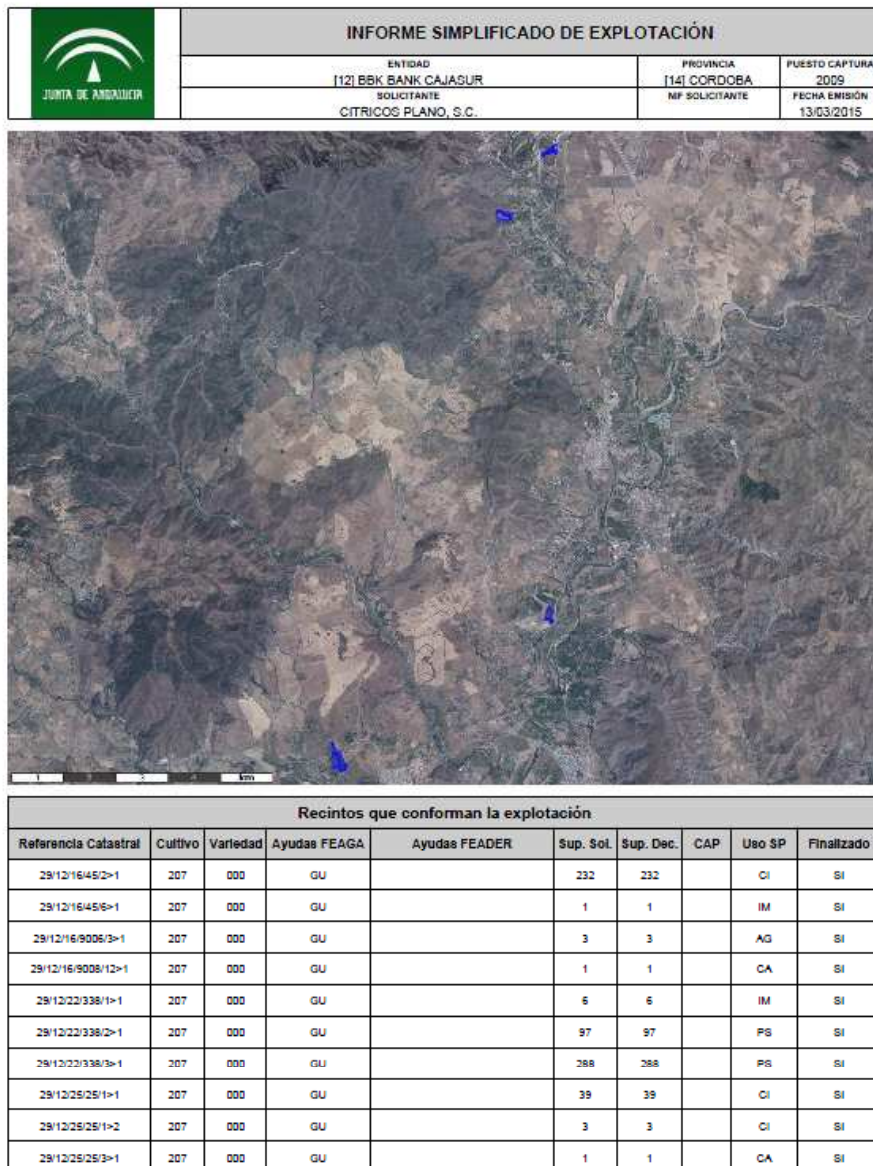 JUNTA DE ANDALUCIA
INFORME SIMPLIFICADO DE EXPLOTACIÓN
ENTIDAD
[12] BBK BANK CAJASUR
PROVINCIA
[14] CORDOBA
PUESTO CAPTURA
2009
SOLICITANTE
CITRICOS PLANO, S.C.
NIF SOLICITANTE
FECHA EMISIÓN
13/03/2015
1 2 3 4 km
Recintos que conforman la explotación
Referencia Catastral Cultivo Variedad Ayudas FEAGA Ayudas FEADER Sup. Sol. Sup. Dec. CAP Uso SP Finalizado
29/12/16/45/2>1 207 000 GU 232 232 CI SI
29/12/16/45/6>1 207 000 GU 1 1 IM SI
29/12/16/9006/3>1 207 000 GU 3 3 AG SI
29/12/16/9008/12>1 207 000 GU 1 1 CA SI
29/12/22/338/1>1 207 000 GU 6 6 IM SI
29/12/22/338/2>1 207 000 GU 97 97 PS SI
29/12/22/338/3>1 207 000 GU 288 288 PS SI
29/12/25/25/1>1 207 000 GU 39 39 CI SI
29/12/25/25/1>2 207 000 GU 3 3 CI SI
29/12/25/25/3>1 207 000 GU 1 1 CA SI